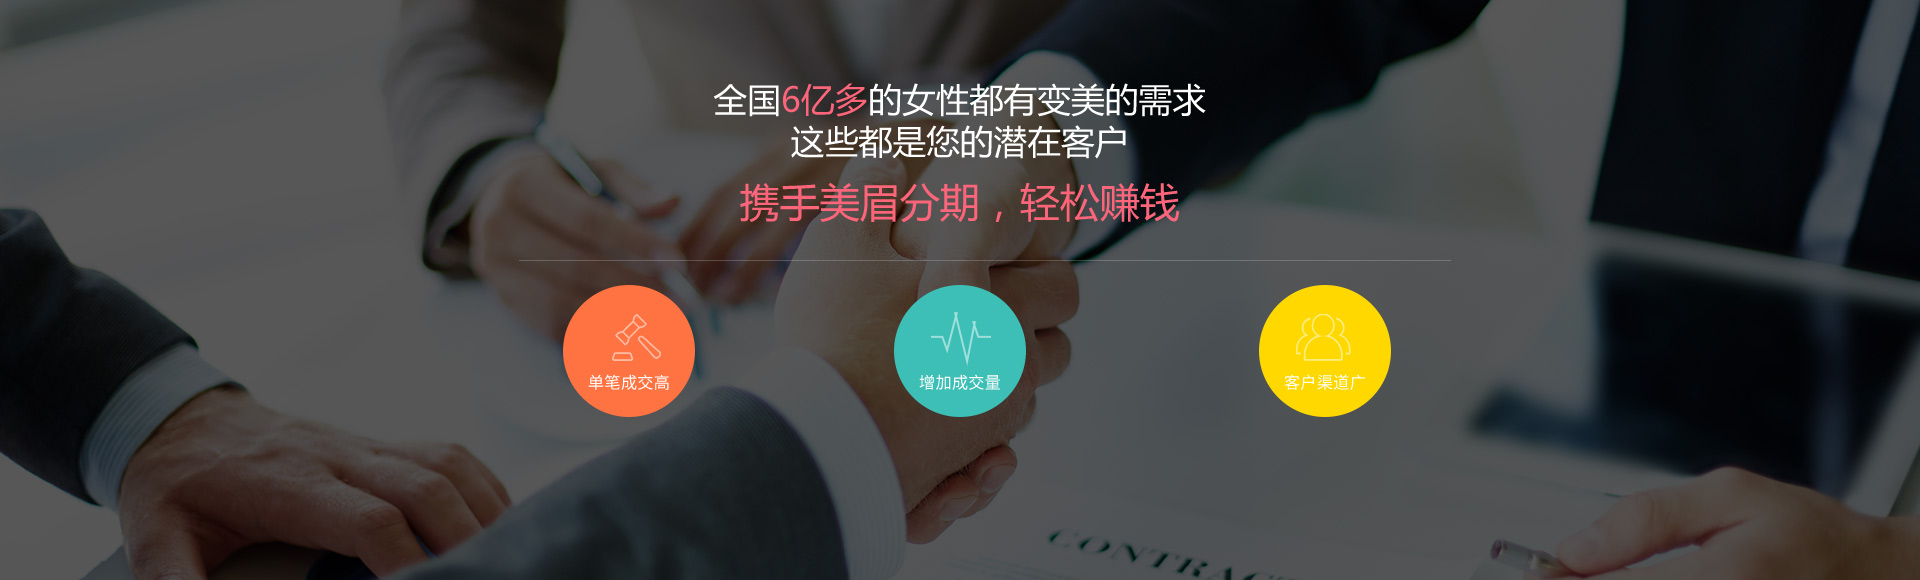 全国6亿多的女性都有变美的需求
这些都是您的潜在客户
携手美眉分期，轻松赚钱
单笔成交高
增加成交量
客户渠道广
CONTRACT